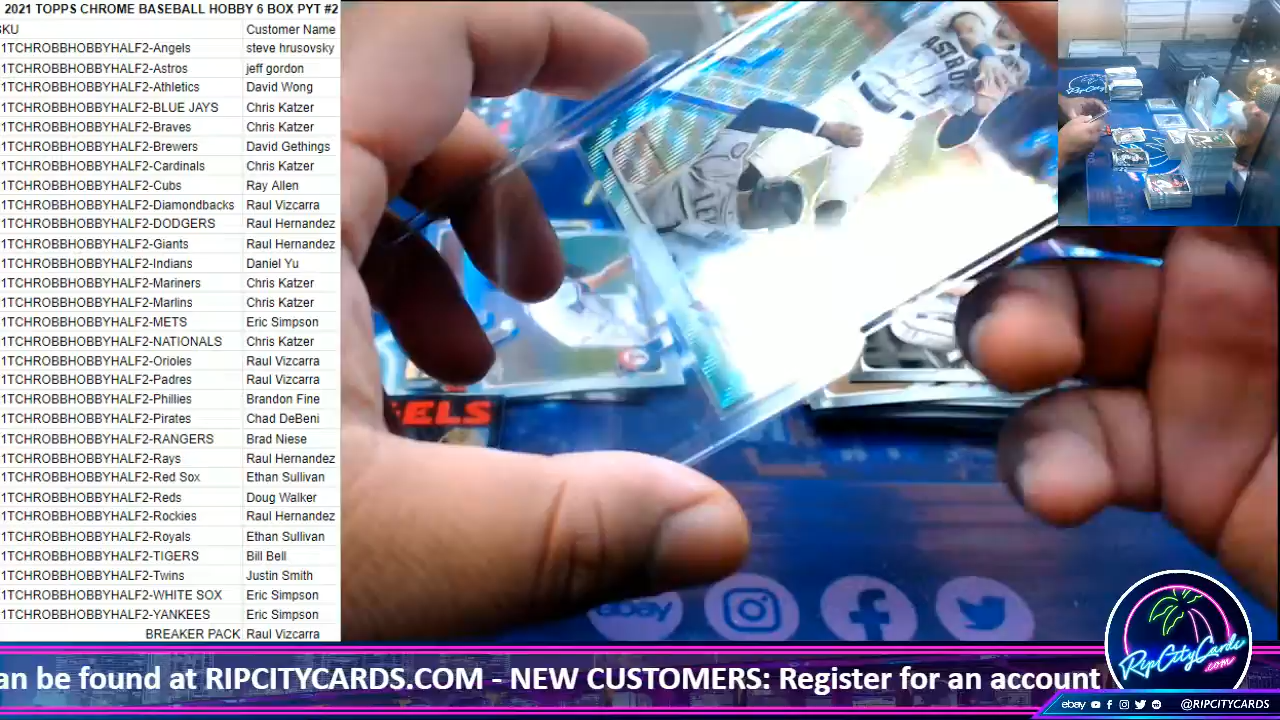 2021 TOPPS CHROME BASEBALL HOBBY 6 BOX PYT #2
SKU Customer Name
1TCHROBBHOBBYHALF2-Angels steve hrusovsky
1TCHROBBHOBBYHALF2-Astros jeff gordon
1TCHROBBHOBBYHALF2-Athletics David Wong
1TCHROBBHOBBYHALF2-BLUE JAYS Chris Katzer
1TCHROBBHOBBYHALF2-Braves Chris Katzer
1TCHROBBHOBBYHALF2-Brewers David Gethings
1TCHROBBHOBBYHALF2-Cardinals Chris Katzer
1TCHROBBHOBBYHALF2-Cubs Ray Allen
1TCHROBBHOBBYHALF2-Diamondbacks Raul Vizcarra
1TCHROBBHOBBYHALF2-DODGERS Raul Hernandez
1TCHROBBHOBBYHALF2-Giants Raul Hernandez
1TCHROBBHOBBYHALF2-Indians Daniel Yu
1TCHROBBHOBBYHALF2-Mariners Chris Katzer
1TCHROBBHOBBYHALF2-Marlins Chris Katzer
1TCHROBBHOBBYHALF2-METS Eric Simpson
1TCHROBBHOBBYHALF2-NATIONALS Chris Katzer
1TCHROBBHOBBYHALF2-Orioles Raul Vizcarra
1TCHROBBHOBBYHALF2-Padres Raul Vizcarra
1TCHROBBHOBBYHALF2-Phillies Brandon Fine
1TCHROBBHOBBYHALF2-Pirates Chad DeBeni
1TCHROBBHOBBYHALF2-RANGERS Brad Niese
1TCHROBBHOBBYHALF2-Rays Raul Hernandez
1TCHROBBHOBBYHALF2-Red Sox Ethan Sullivan
1TCHROBBHOBBYHALF2-Reds Doug Walker
1TCHROBBHOBBYHALF2-Rockies Raul Hernandez
1TCHROBBHOBBYHALF2-Royals Ethan Sullivan
1TCHROBBHOBBYHALF2-TIGERS Bill Bell
1TCHROBBHOBBYHALF2-Twins Justin Smith
1TCHROBBHOBBYHALF2-WHITE SOX Eric Simpson
1TCHROBBHOBBYHALF2-YANKEES Eric Simpson
BREAKER PACK Raul Vizcarra
ASTRO
ELS
ebay
RipCityCards
.com
an be found at RIPCITYCARDS.COM - NEW CUSTOMERS: Register for an account
ebay @RIPCITYCARDS